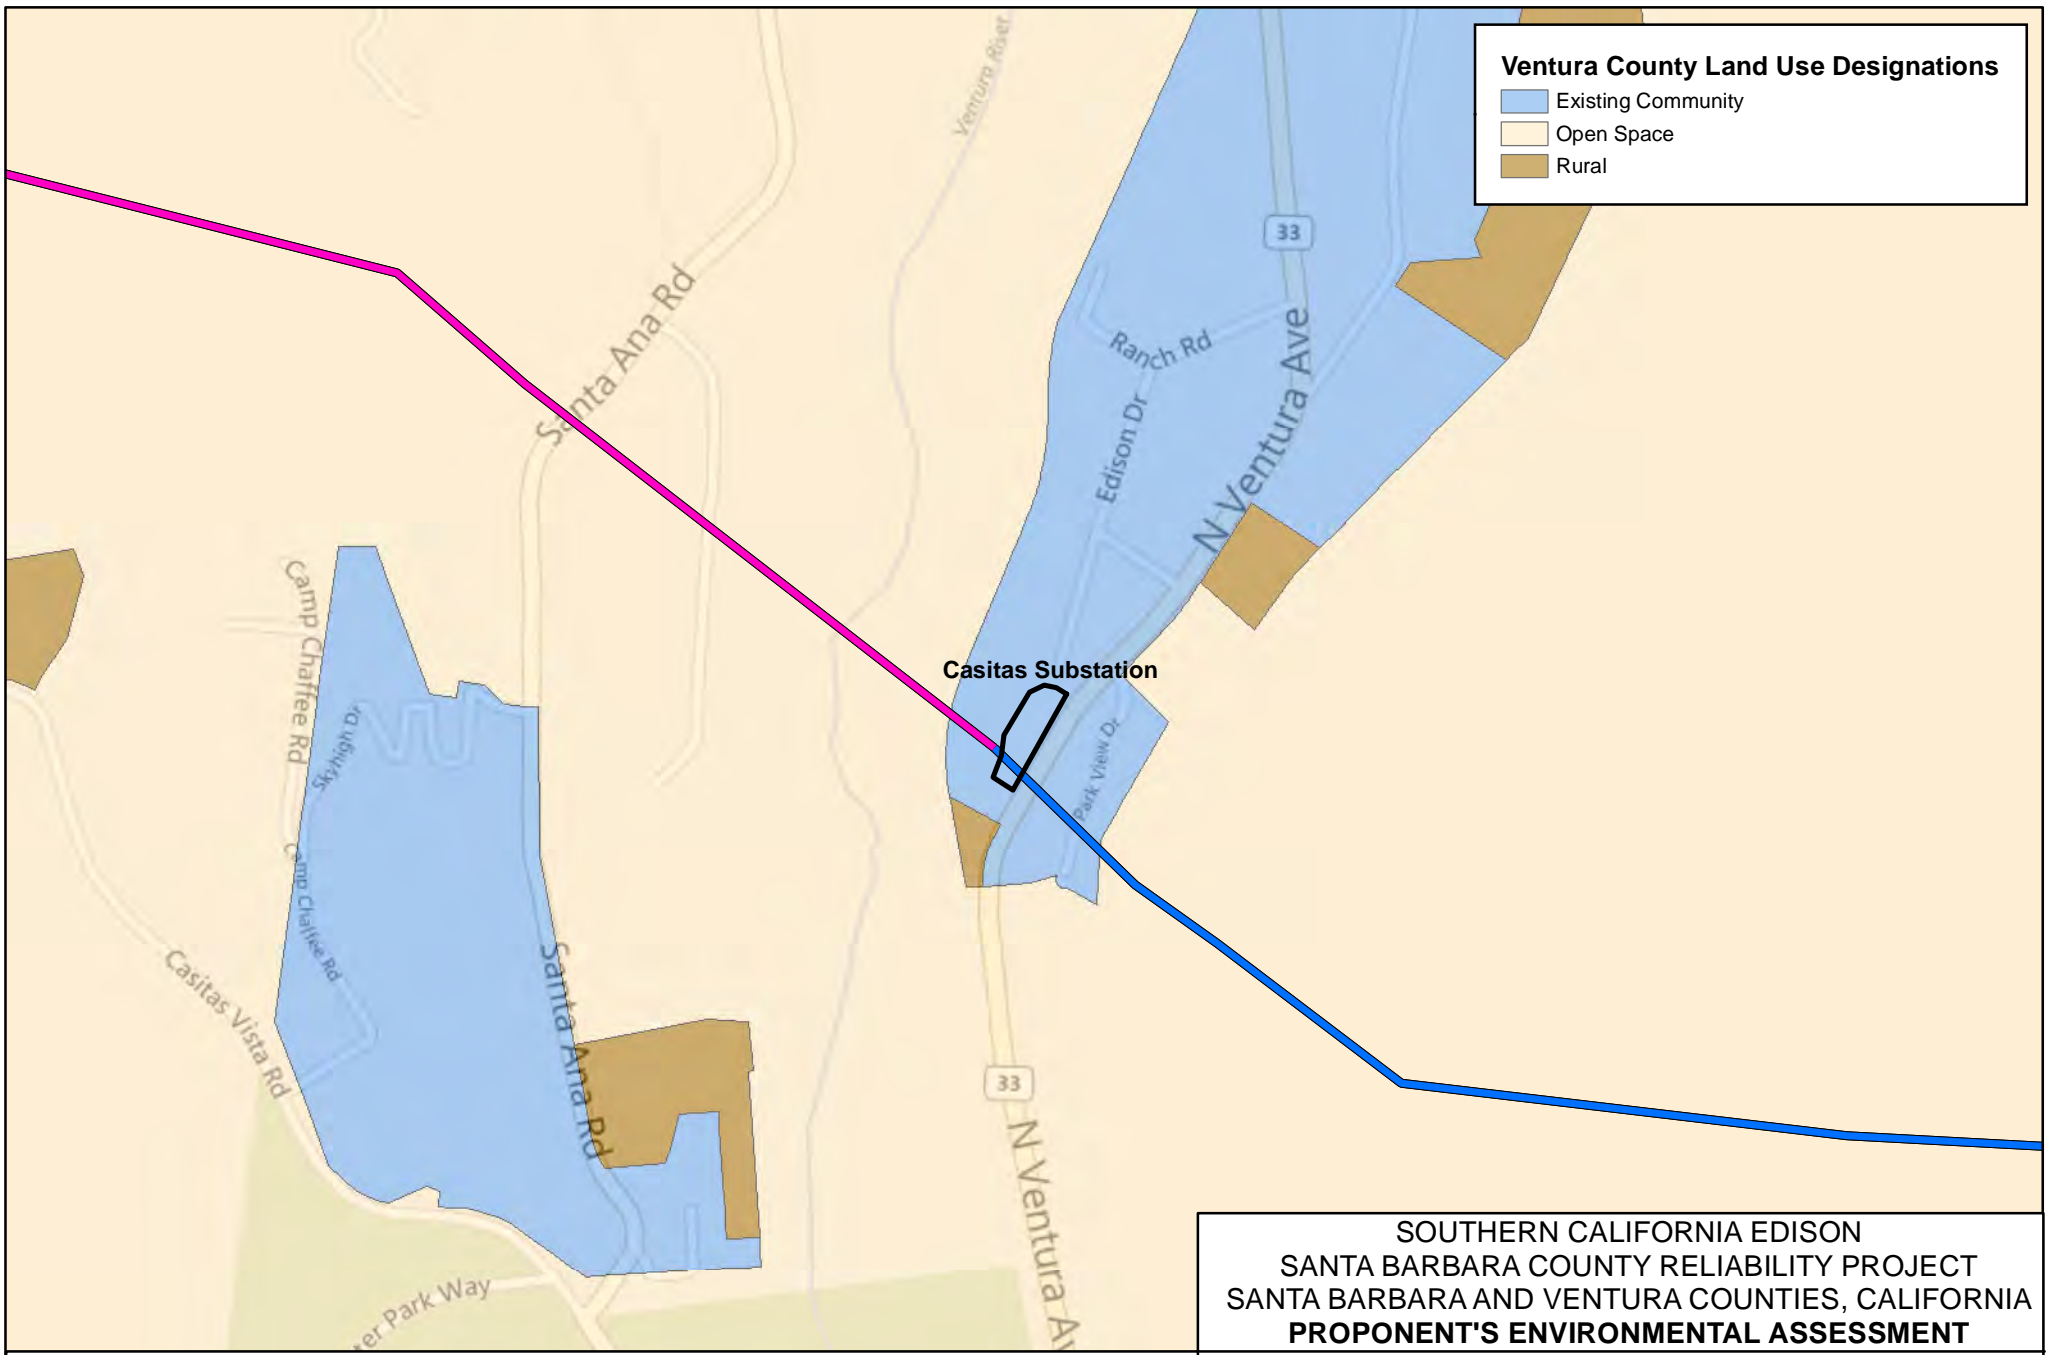 Ventura County Land Use Designations
Existing Community
Open Space
Rural
Ventura River
33
Santa Ana Rd
Ranch Rd
N Ventura Ave
Edison Dr
Camp Chaffee Rd
Casitas Substation
Skyhigh Dr
Park View Dr
Camp Chaffee Rd
Casitas Vista Rd
Santa Ana Rd
33
N Ventura Av
er Park Way
SOUTHERN CALIFORNIA EDISON
SANTA BARBARA COUNTY RELIABILITY PROJECT
SANTA BARBARA AND VENTURA COUNTIES, CALIFORNIA
PROPONENT'S ENVIRONMENTAL ASSESSMENT